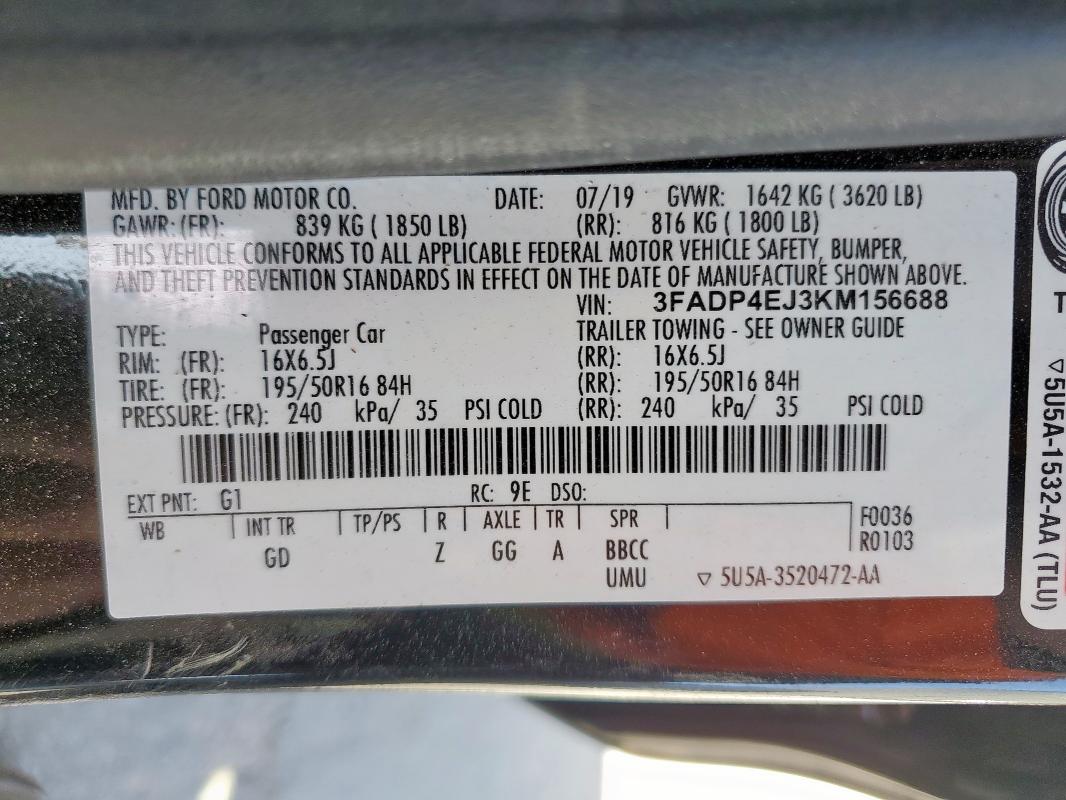 MFD. BY FORD MOTOR CO. DATE: 07/19 GVWR: 1642 KG ( 3620 LB)
GAWR: (FR): 839 KG ( 1850 LB) (RR): 816 KG ( 1800 LB)
THIS VEHICLE CONFORMS TO ALL APPLICABLE FEDERAL MOTOR VEHICLE SAFETY, BUMPER,
AND THEFT PREVENTION STANDARDS IN EFFECT ON THE DATE OF MANUFACTURE SHOWN ABOVE.
VIN: 3FADP4EJ3KM156688
TYPE: Passenger Car TRAILER TOWING - SEE OWNER GUIDE
RIM: (FR): 16X6.5J (RR): 16X6.5J
TIRE: (FR): 195/50R16 84H (RR): 195/50R16 84H
PRESSURE: (FR): 240 kPa/ 35 PSI COLD (RR): 240 kPa/ 35 PSI COLD
EXT PNT: G1 RC: 9E DSO:
WB INT TR TP/PS R AXLE TR SPR F0036
GD Z GG A BBCC R0103
UMU ▽ 5U5A-3520472-AA
T
▽5U5A-1532-AA (TLU)